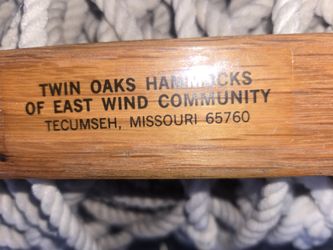 TWIN OAKS HAMMOCKS
OF EAST WIND COMMUNITY
TECUMSEH, MISSOURI 65760